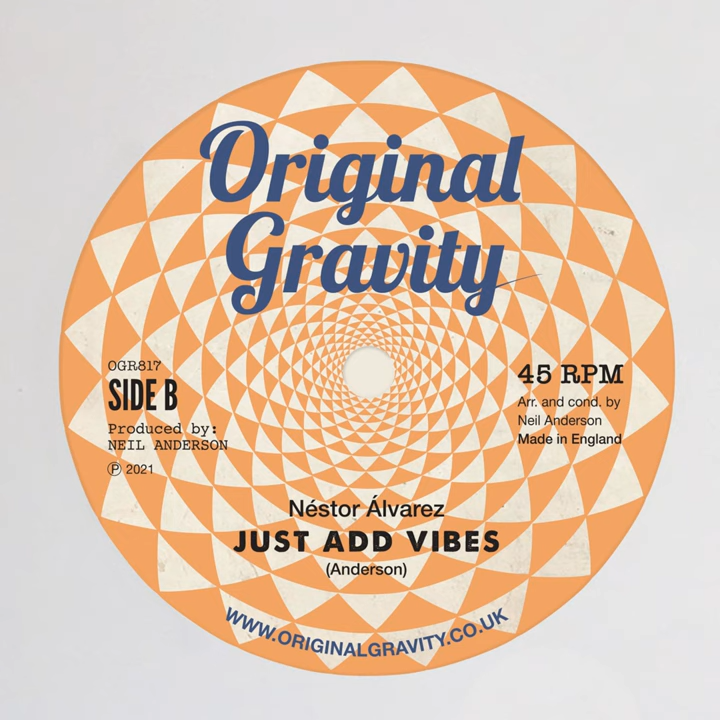 Original
Gravity
OGR817
SIDE B
Produced by:
NEIL ANDERSON
℗ 2021
45 RPM
Arr. and cond. by
Neil Anderson
Made in England
Néstor Álvarez
JUST ADD VIBES
(Anderson)
WWW.ORIGINALGRAVITY.CO.UK